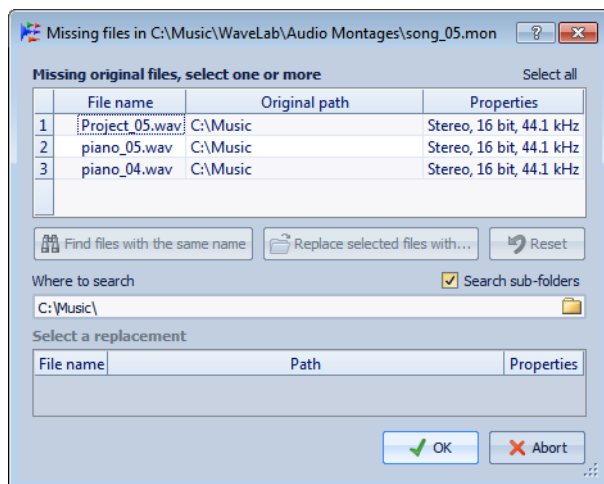 Missing files in C:\Music\WaveLab\Audio Montages\song_05.mon ?
Missing original files, select one or more Select all
File name Original path Properties
1 Project_05.wav C:\Music Stereo, 16 bit, 44.1 kHz
2 piano_05.wav C:\Music Stereo, 16 bit, 44.1 kHz
3 piano_04.wav C:\Music Stereo, 16 bit, 44.1 kHz
Find files with the same name Replace selected files with... Reset
Where to search Search sub-folders
C:\Music\
Select a replacement
File name Path Properties
OK Abort